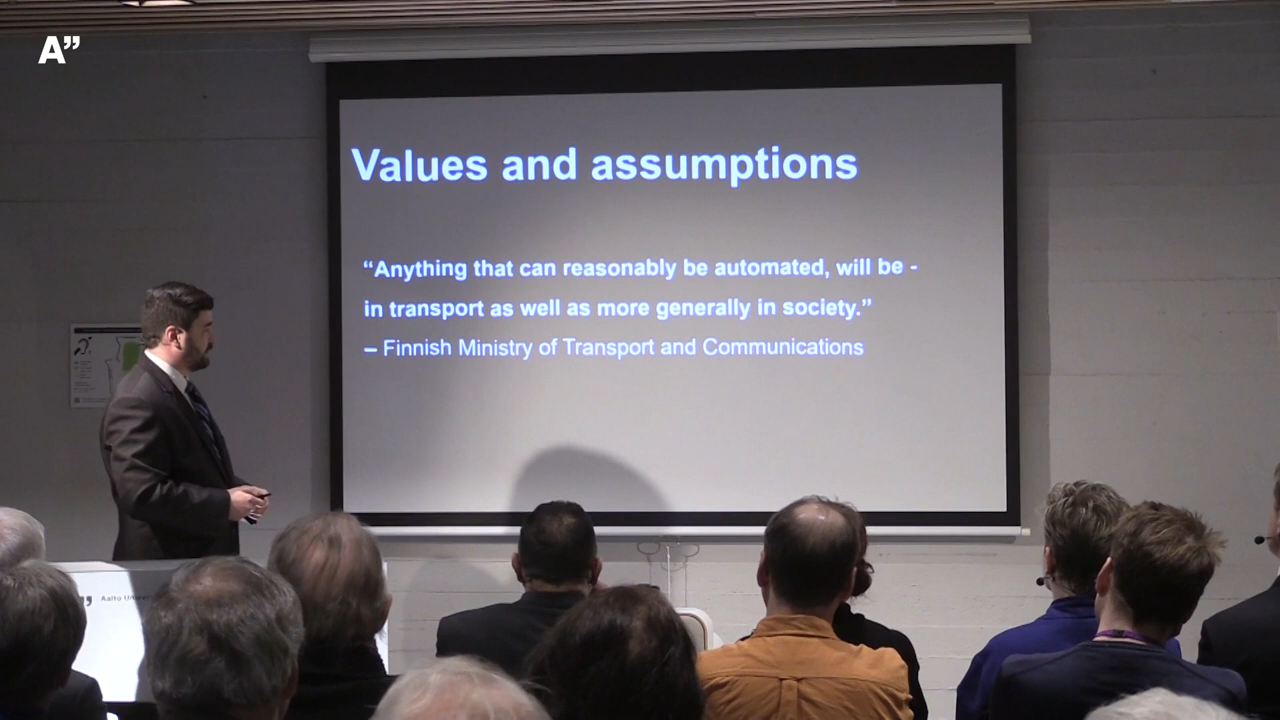 A”
Values and assumptions
“Anything that can reasonably be automated, will be -
in transport as well as more generally in society.”
– Finnish Ministry of Transport and Communications
Aalto